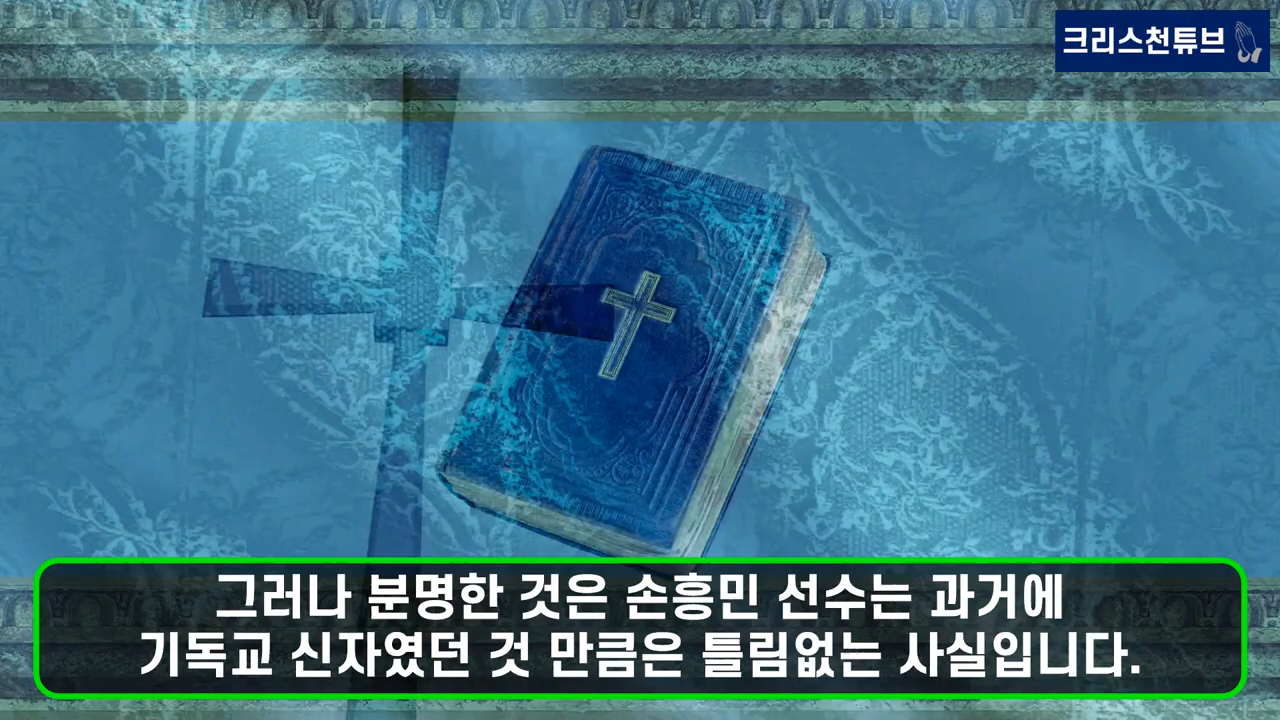 크리스천튜브
그러나 분명한 것은 손흥민 선수는 과거에
기독교 신자였던 것 만큼은 틀림없는 사실입니다.